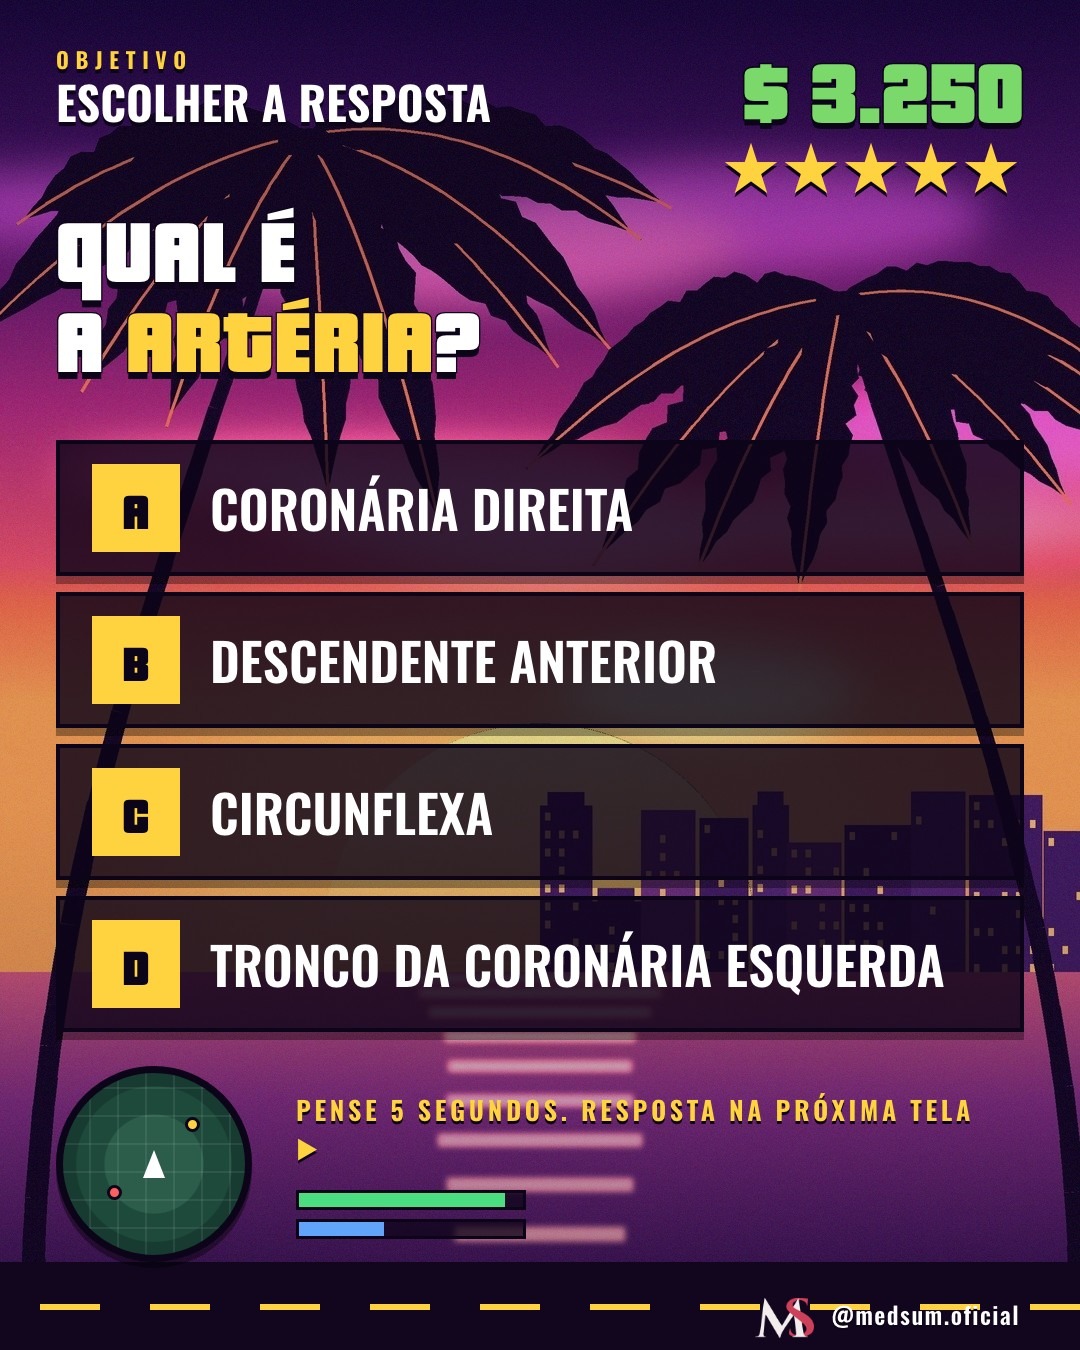 OBJETIVO
ESCOLHER A RESPOSTA
$ 3.250
QUAL É
A ARTÉRIA?
A CORONÁRIA DIREITA
B DESCENDENTE ANTERIOR
C CIRCUNFLEXA
D TRONCO DA CORONÁRIA ESQUERDA
PENSE 5 SEGUNDOS. RESPOSTA NA PRÓXIMA TELA
MS @medsum.oficial